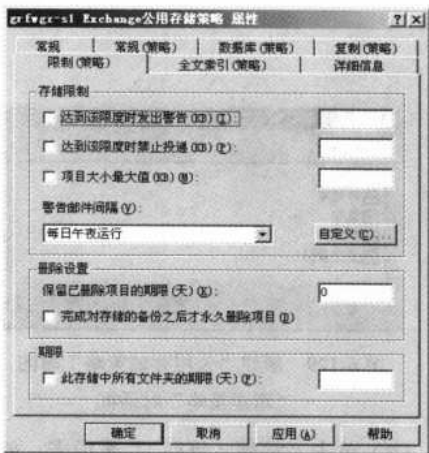 grfwgr-s1 Exchange公用存储策略 属性
常规 常规(策略) 数据库(策略) 复制(策略)
限制(策略) 全文索引(策略) 详细信息
存储限制
达到该限度时发出警告(KB)(I):
达到该限度时禁止投递(KB)(P):
项目大小最大值(KB)(M):
警告邮件间隔(V):
每日午夜运行 自定义(C)...
删除设置
保留已删除项目的期限(天)(K): 0
完成对存储的备份之后才永久删除项目(D)
期限
此存储中所有文件夹的期限(天)(F):
确定 取消 应用(A) 帮助